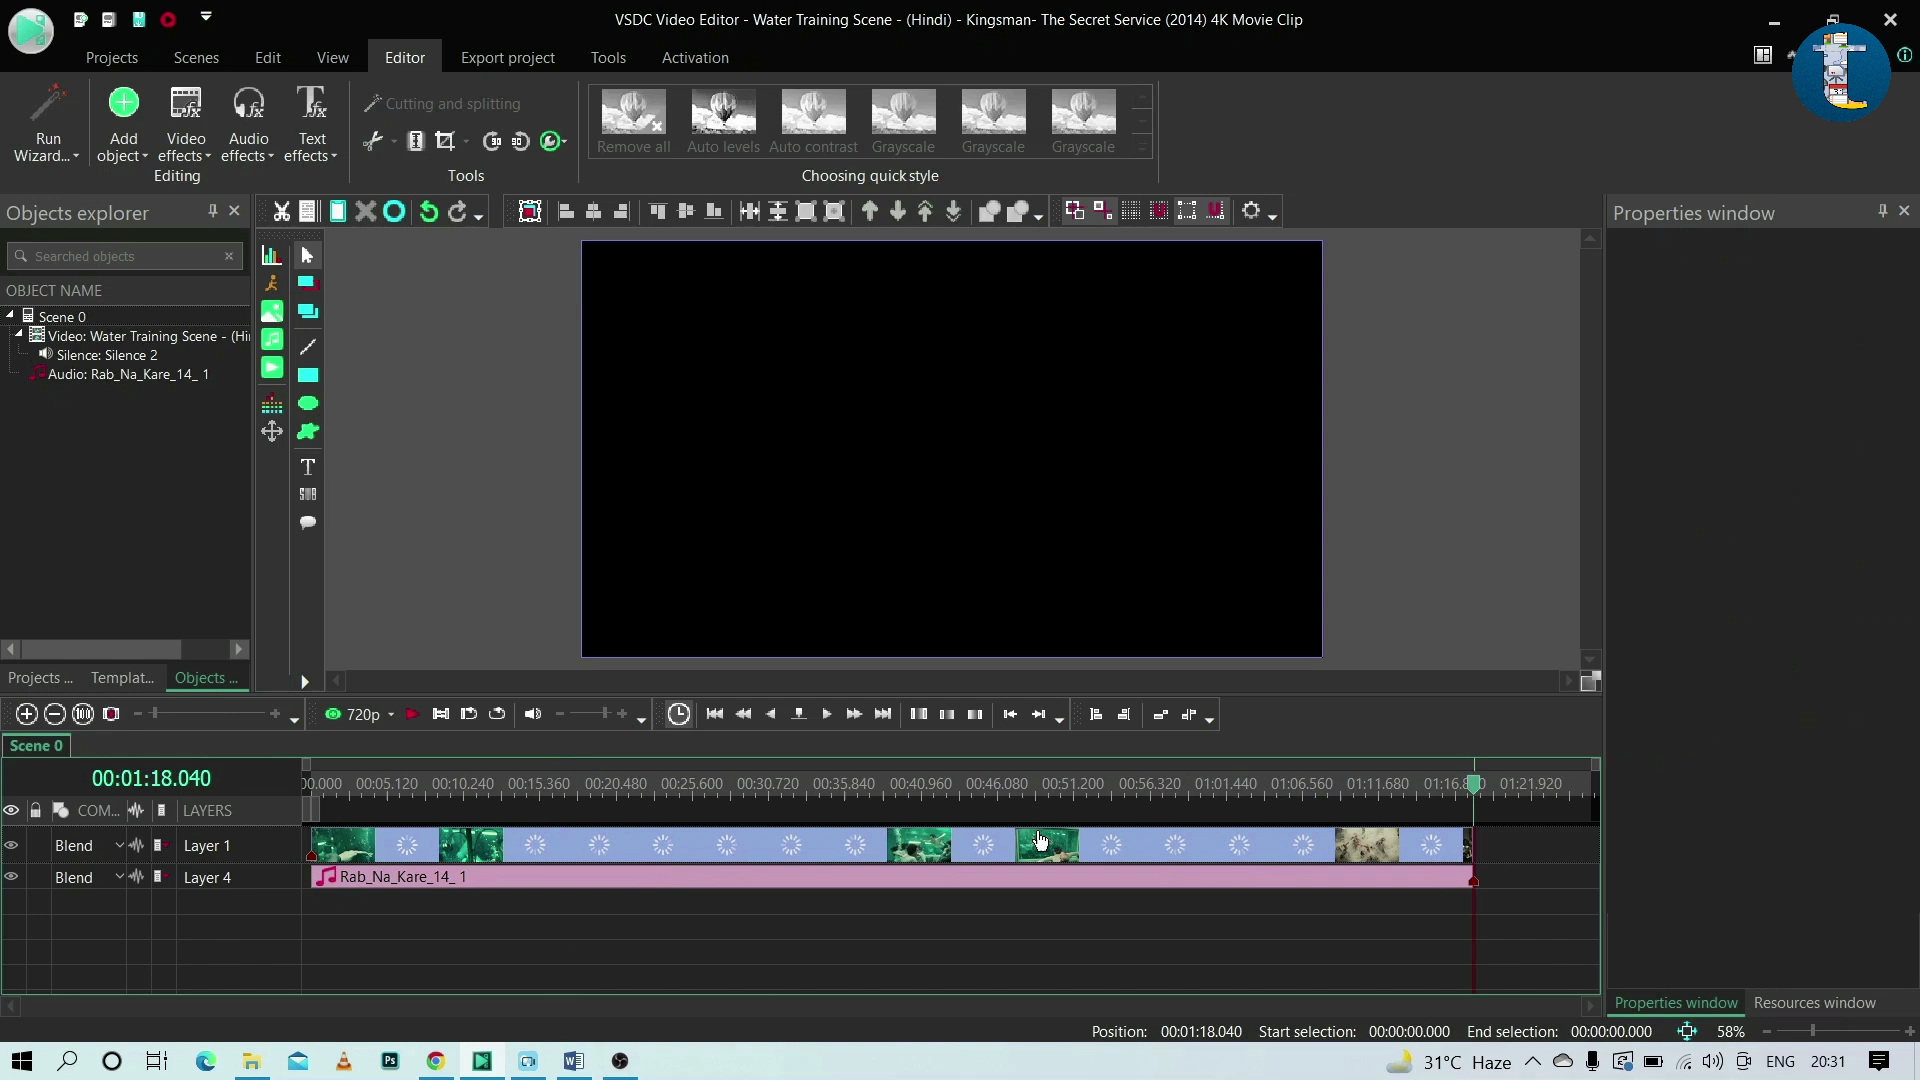 VSDC Video Editor - Water Training Scene - (Hindi) - Kingsman- The Secret Service (2014) 4K Movie Clip
Projects
Scenes
Edit
View
Editor
Export project
Tools
Activation
Run
Wizard...
Add
object
Video
effects
Audio
effects
Text
effects
Editing
Cutting and splitting
Tools
Remove all
Auto levels
Auto contrast
Grayscale
Grayscale
Grayscale
Choosing quick style
Objects explorer
Properties window
Searched objects
OBJECT NAME
Scene 0
Video: Water Training Scene - (Hi
Silence: Silence 2
Audio: Rab_Na_Kare_14_ 1
Projects ...
Templat...
Objects ...
720p
Scene 0
00:01:18.040
00.000
00:05.120
00:10.240
00:15.360
00:20.480
00:25.600
00:30.720
00:35.840
00:40.960
00:46.080
00:51.200
00:56.320
01:01.440
01:06.560
01:11.680
01:16.8
01:21.920
COM...
LAYERS
Blend
Layer 1
Blend
Layer 4
Rab_Na_Kare_14_ 1
Properties window
Resources window
Position: 00:01:18.040 Start selection: 00:00:00.000 End selection: 00:00:00.000 58%
31°C Haze
ENG
20:31